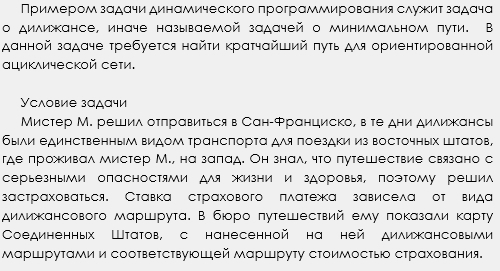 Примером задачи динамического программирования служит задача
о дилижансе, иначе называемой задачей о минимальном пути. В
данной задаче требуется найти кратчайший путь для ориентированной
ациклической сети.
Условие задачи
Мистер М. решил отправиться в Сан-Франциско, в те дни дилижансы
были единственным видом транспорта для поездки из восточных штатов,
где проживал мистер М., на запад. Он знал, что путешествие связано с
серьезными опасностями для жизни и здоровья, поэтому решил
застраховаться. Ставка страхового платежа зависела от вида
дилижансового маршрута. В бюро путешествий ему показали карту
Соединенных Штатов, с нанесенной на ней дилижансовыми
маршрутами и соответствующей маршруту стоимостью страхования.